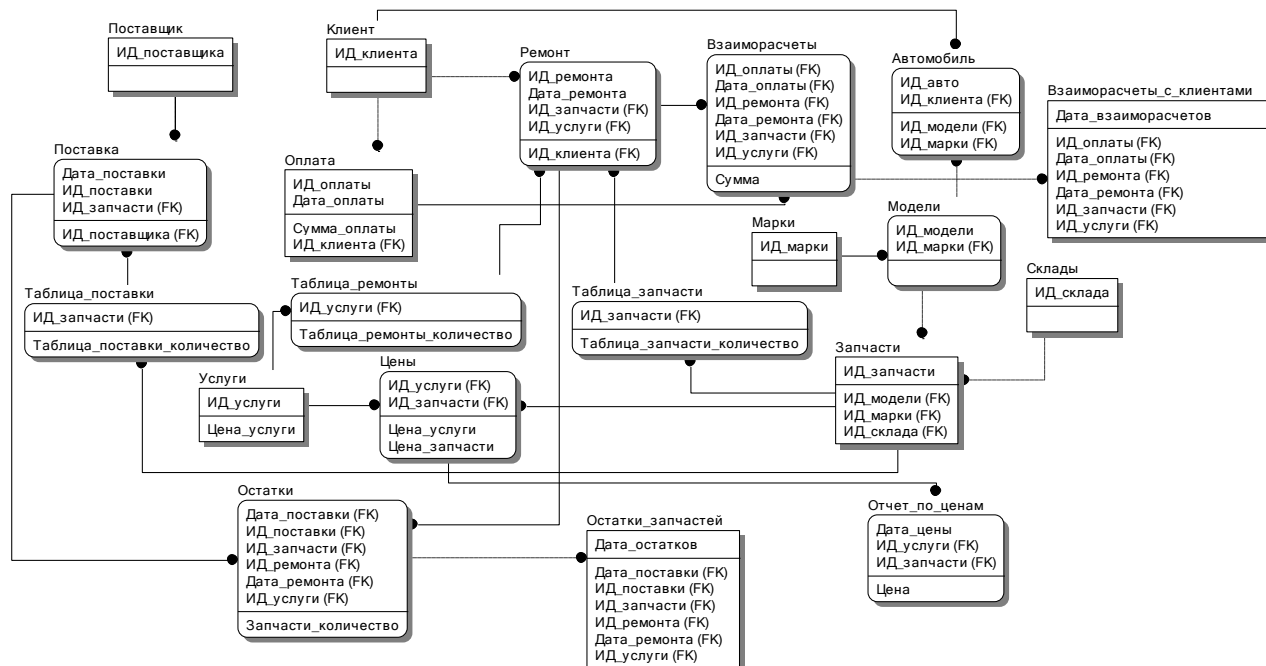 Поставщик
ИД_поставщика
Клиент
ИД_клиента
Ремонт
ИД_ремонта
Дата_ремонта
ИД_запчасти (FK)
ИД_услуги (FK)
ИД_клиента (FK)
Взаиморасчеты
ИД_оплаты (FK)
Дата_оплаты (FK)
ИД_ремонта (FK)
Дата_ремонта (FK)
ИД_запчасти (FK)
ИД_услуги (FK)
Сумма
Автомобиль
ИД_авто
ИД_клиента (FK)
ИД_модели (FK)
ИД_марки (FK)
Взаиморасчеты_с_клиентами
Дата_взаиморасчетов
ИД_оплаты (FK)
Дата_оплаты (FK)
ИД_ремонта (FK)
Дата_ремонта (FK)
ИД_запчасти (FK)
ИД_услуги (FK)
Поставка
Дата_поставки
ИД_поставки
ИД_запчасти (FK)
ИД_поставщика (FK)
Оплата
ИД_оплаты
Дата_оплаты
Сумма_оплаты
ИД_клиента (FK)
Марки
ИД_марки
Модели
ИД_модели
ИД_марки (FK)
Склады
ИД_склада
Таблица_поставки
ИД_запчасти (FK)
Таблица_поставки_количество
Таблица_ремонты
ИД_услуги (FK)
Таблица_ремонты_количество
Таблица_запчасти
ИД_запчасти (FK)
Таблица_запчасти_количество
Запчасти
ИД_запчасти
ИД_модели (FK)
ИД_марки (FK)
ИД_склада (FK)
Услуги
ИД_услуги
Цена_услуги
Цены
ИД_услуги (FK)
ИД_запчасти (FK)
Цена_услуги
Цена_запчасти
Остатки
Дата_поставки (FK)
ИД_поставки (FK)
ИД_запчасти (FK)
ИД_ремонта (FK)
Дата_ремонта (FK)
ИД_услуги (FK)
Запчасти_количество
Остатки_запчастей
Дата_остатков
Дата_поставки (FK)
ИД_поставки (FK)
ИД_запчасти (FK)
ИД_ремонта (FK)
Дата_ремонта (FK)
ИД_услуги (FK)
Отчет_по_ценам
Дата_цены
ИД_услуги (FK)
ИД_запчасти (FK)
Цена